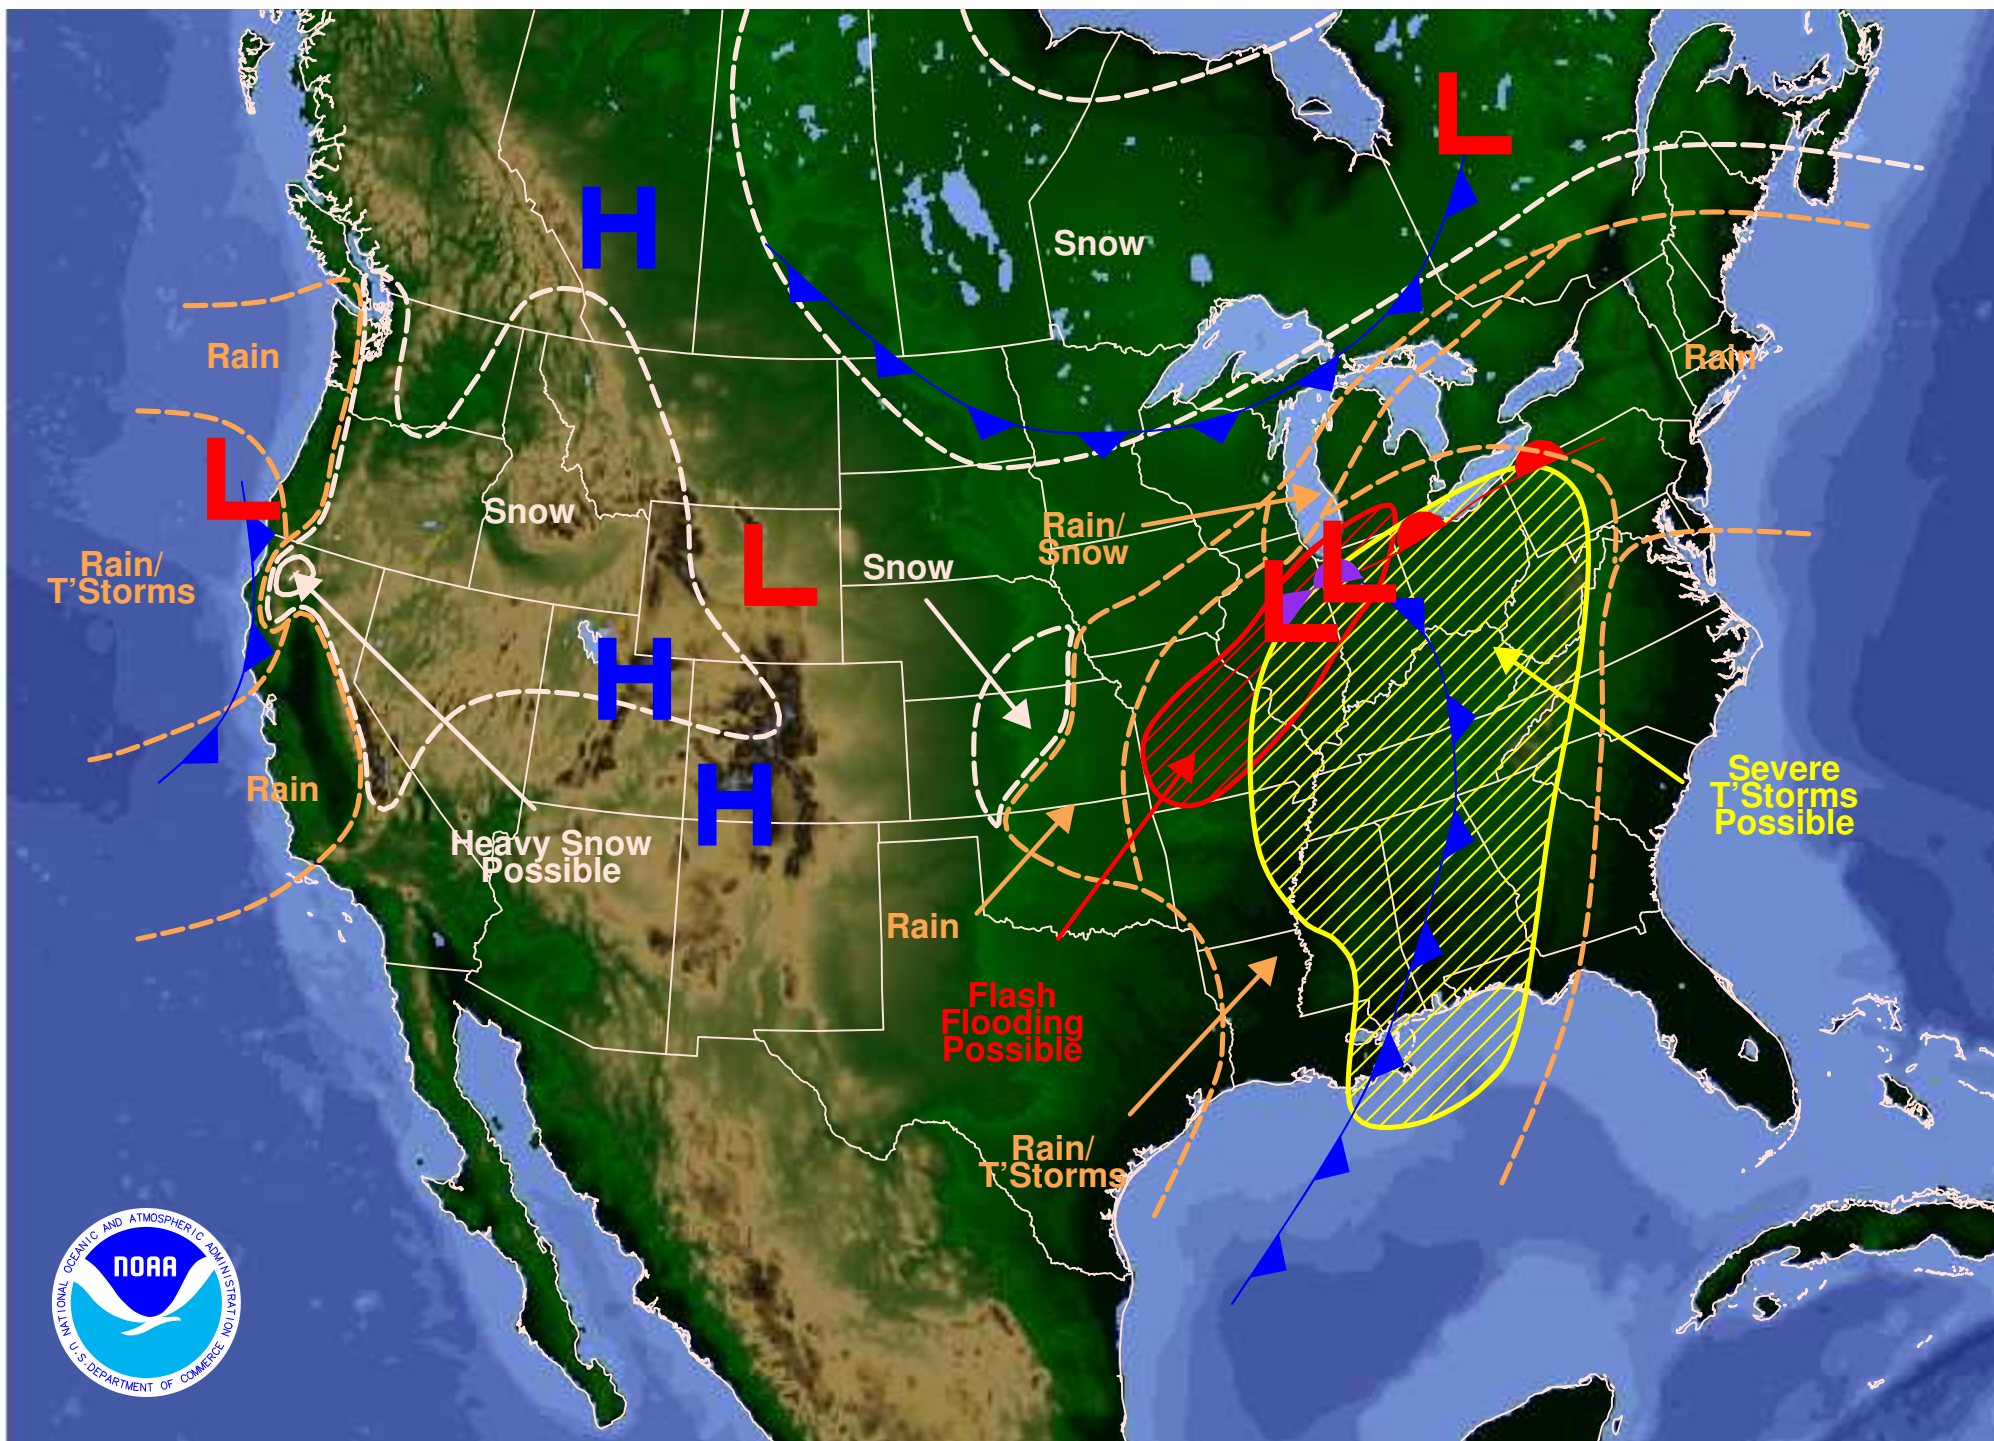 L
H
Snow
Rain
Rain
L
Snow
Rain/
Snow
L
Snow
L
Rain/
T'Storms
L
H
Severe
T'Storms
Possible
H
Rain
Heavy Snow
Possible
Rain
Flash
Flooding
Possible
Rain/
T'Storms
NATIONAL OCEANIC AND ATMOSPHERIC ADMINISTRATION
NOAA
U.S. DEPARTMENT OF COMMERCE